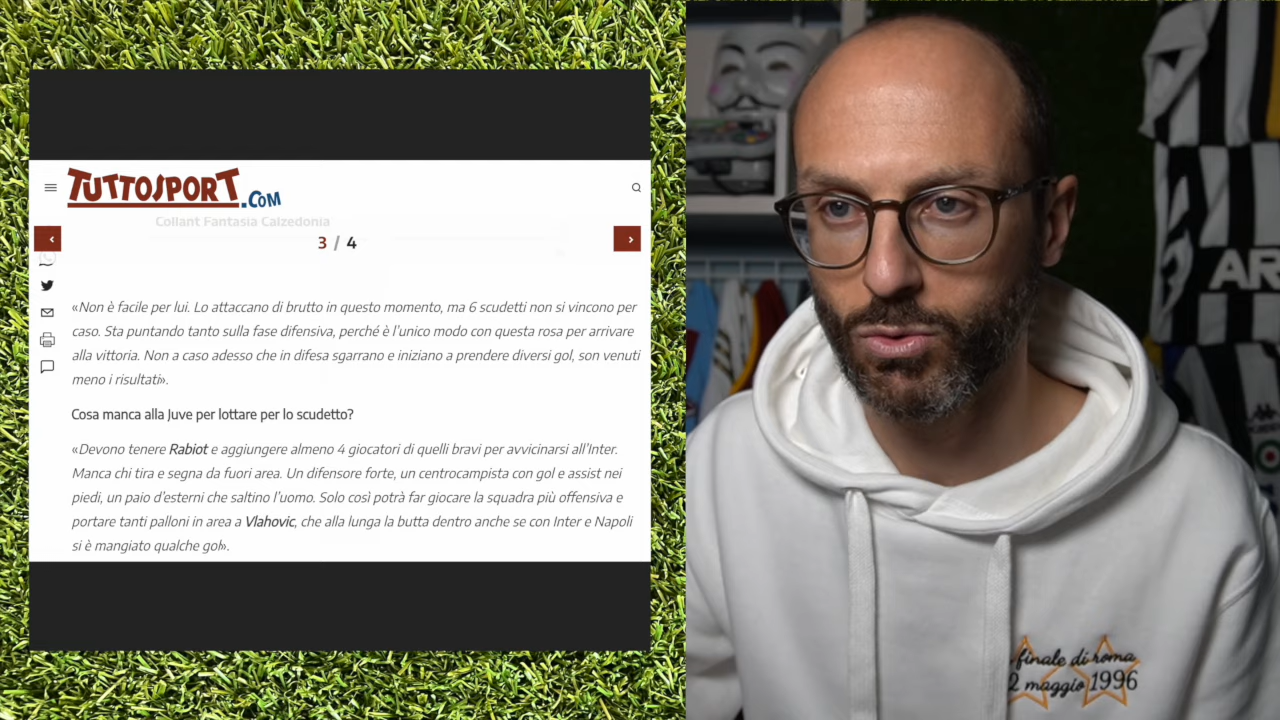 TUTTOSPORT.COM
Collant Fantasia Calzedonia
3 / 4
«Non è facile per lui. Lo attaccano di brutto in questo momento, ma 6 scudetti non si vincono per
caso. Sta puntando tanto sulla fase difensiva, perché è l'unico modo con questa rosa per arrivare
alla vittoria. Non a caso adesso che in difesa sgarrano e iniziano a prendere diversi gol, son venuti
meno i risultati».
Cosa manca alla Juve per lottare per lo scudetto?
«Devono tenere Rabiot e aggiungere almeno 4 giocatori di quelli bravi per avvicinarsi all'Inter.
Manca chi tira e segna da fuori area. Un difensore forte, un centrocampista con gol e assist nei
piedi, un paio d'esterni che saltino l'uomo. Solo così potrà far giocare la squadra più offensiva e
portare tanti palloni in area a Vlahovic, che alla lunga la butta dentro anche se con Inter e Napoli
si è mangiato qualche gol».
AR
finale di roma
2 maggio 1996